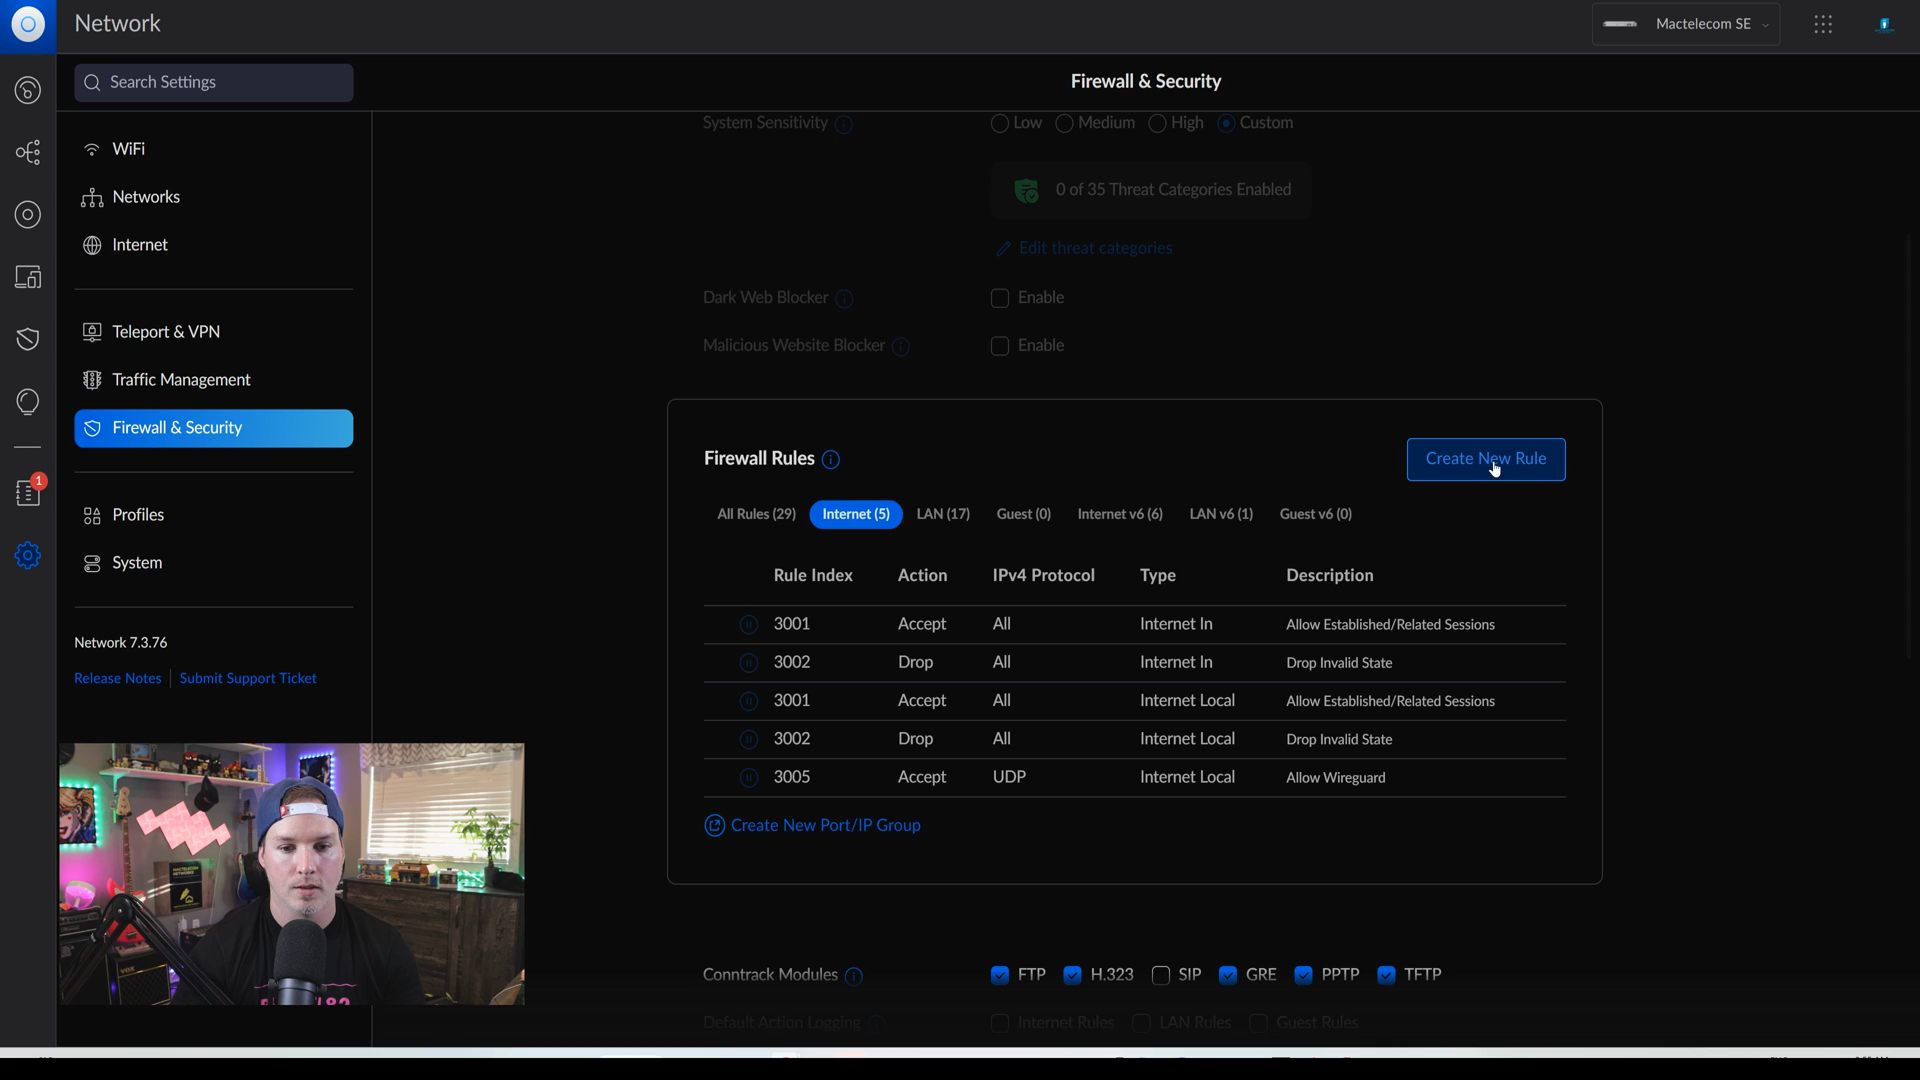 Network
Mactelecom SE
Search Settings
Firewall & Security
WiFi
Networks
Internet
Teleport & VPN
Traffic Management
Firewall & Security
Profiles
System
1
Network 7.3.76
Release Notes | Submit Support Ticket
System Sensitivity Low Medium High Custom
0 of 35 Threat Categories Enabled
Edit threat categories
Dark Web Blocker Enable
Malicious Website Blocker Enable
Firewall Rules
Create New Rule
All Rules (29) Internet (5) LAN (17) Guest (0) Internet v6 (6) LAN v6 (1) Guest v6 (0)
Rule Index Action IPv4 Protocol Type Description
3001 Accept All Internet In Allow Established/Related Sessions
3002 Drop All Internet In Drop Invalid State
3001 Accept All Internet Local Allow Established/Related Sessions
3002 Drop All Internet Local Drop Invalid State
3005 Accept UDP Internet Local Allow Wireguard
Create New Port/IP Group
Conntrack Modules FTP H.323 SIP GRE PPTP TFTP
Default Action Logging Internet Rules LAN Rules Guest Rules
VOX